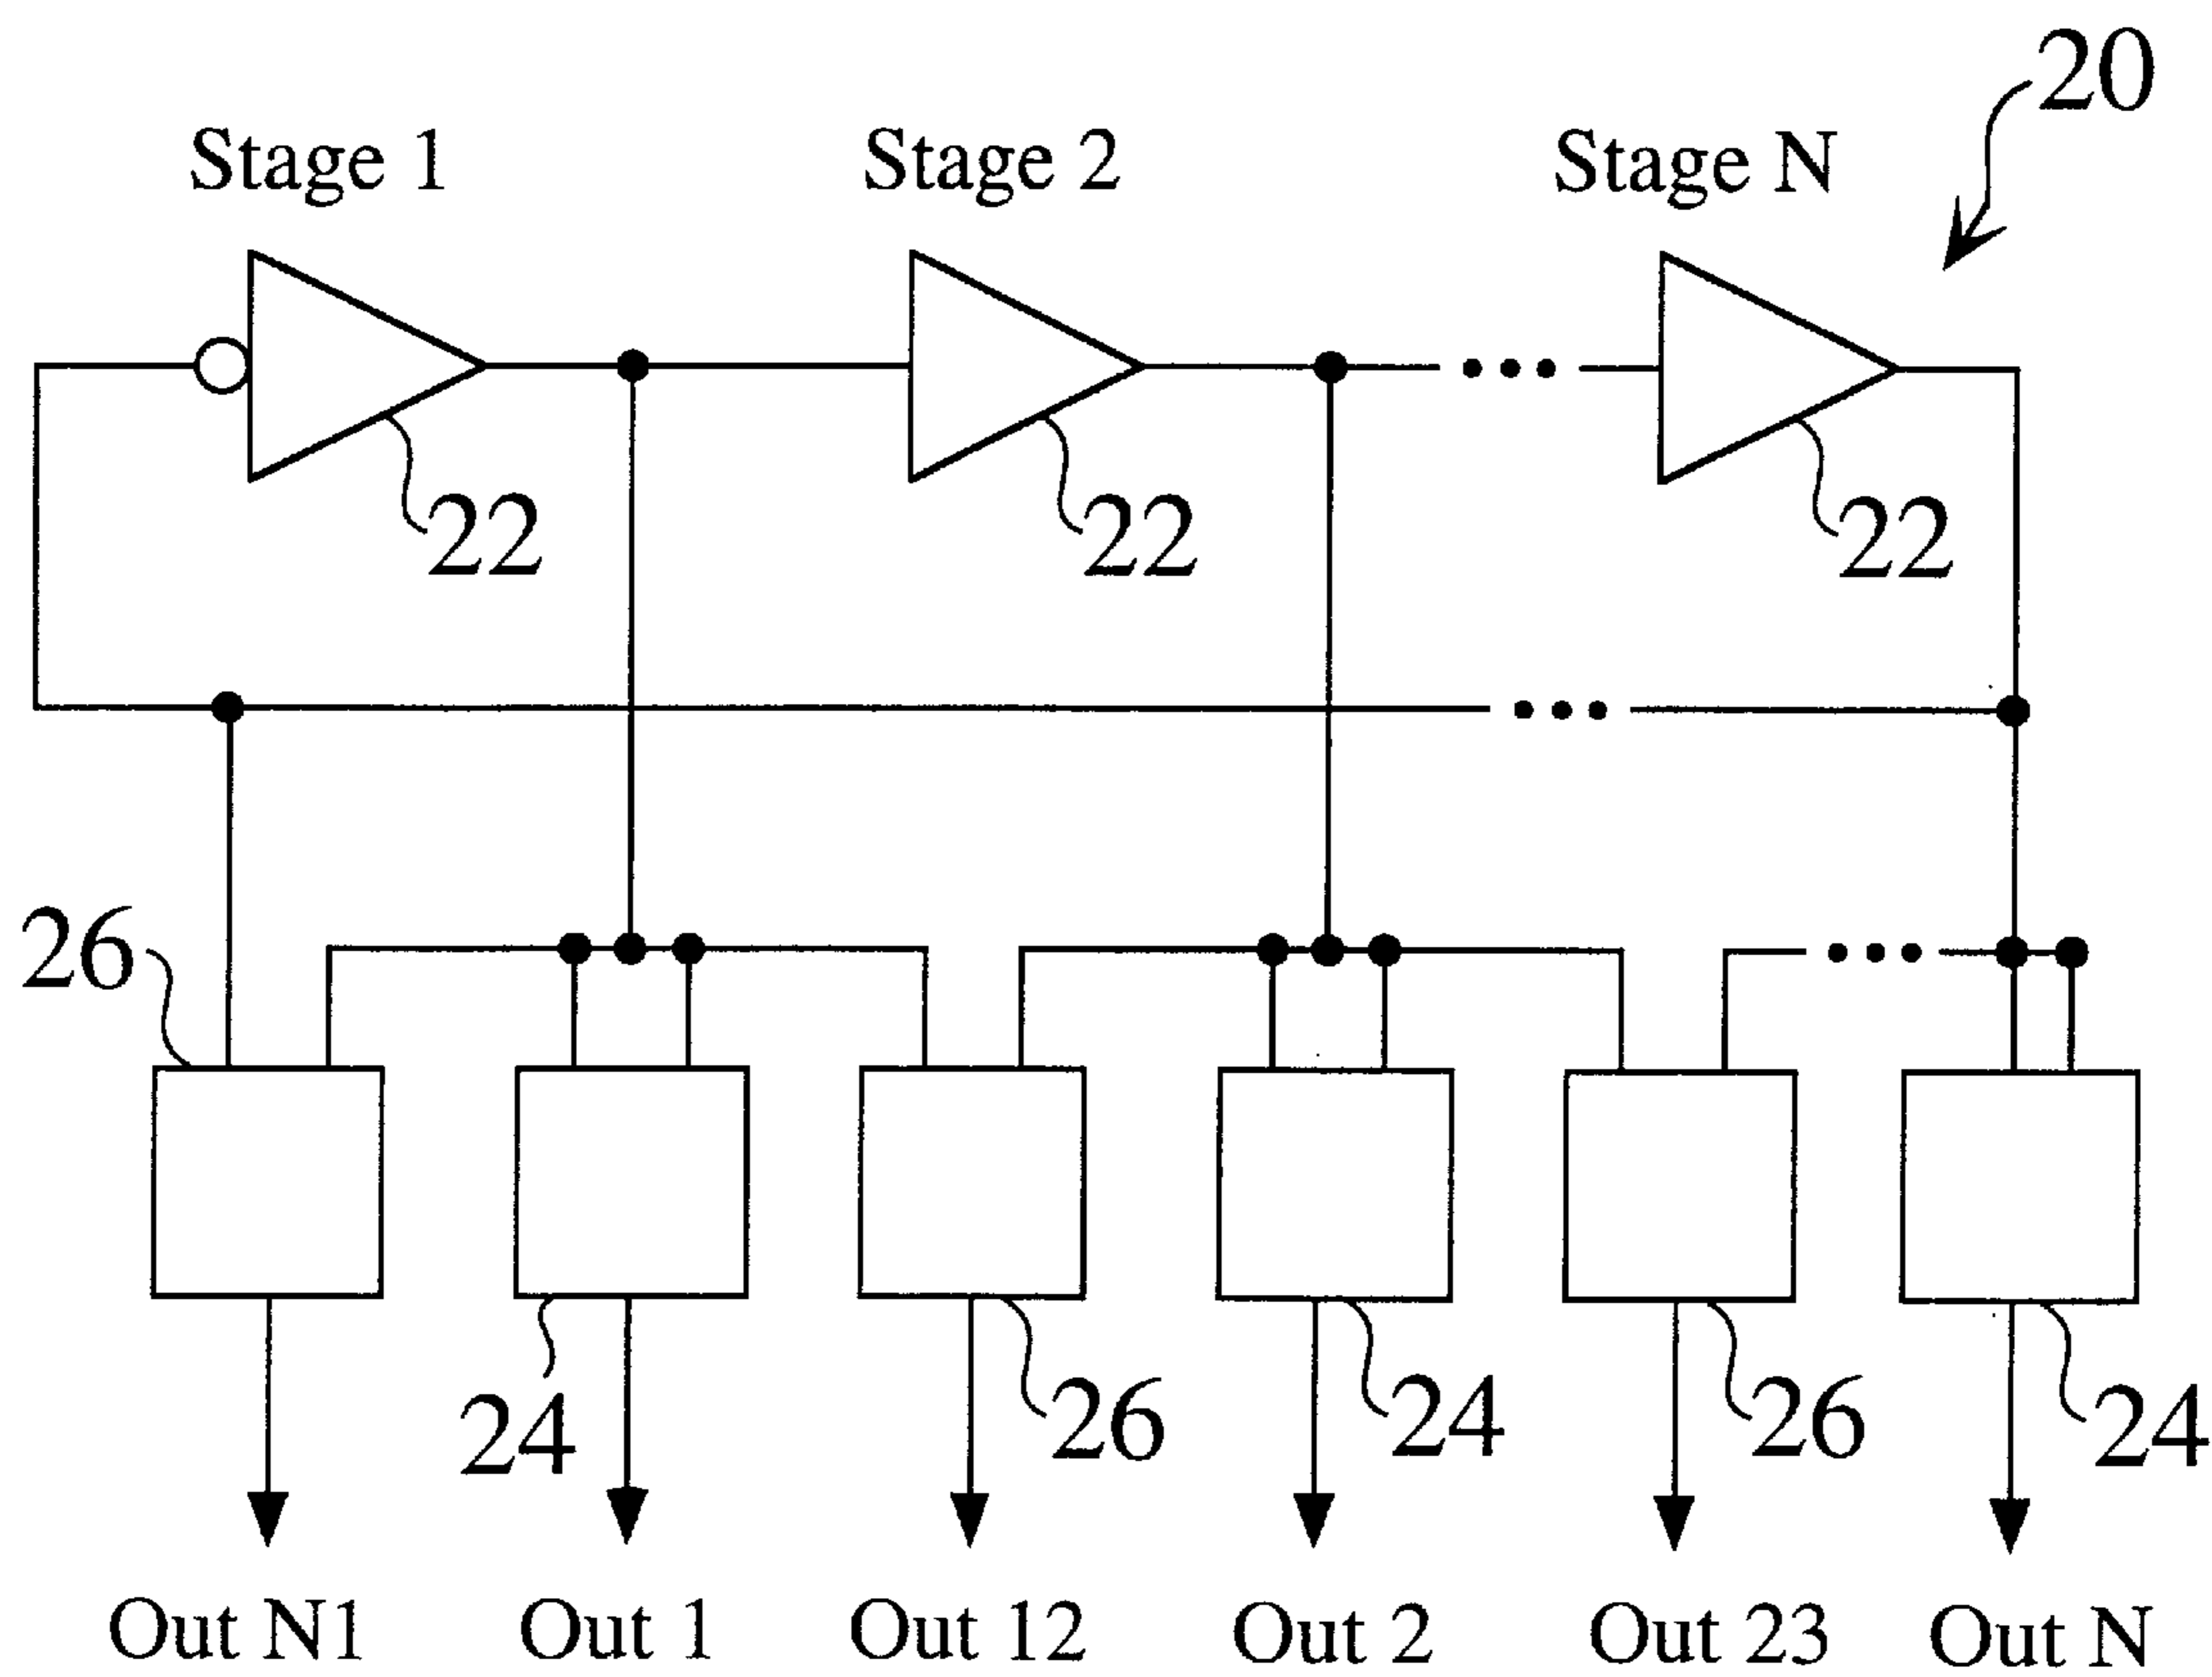 20
Stage 1 Stage 2 Stage N
22 22 22
26
24 26 24 26 24
Out N1 Out 1 Out 12 Out 2 Out 23 Out N